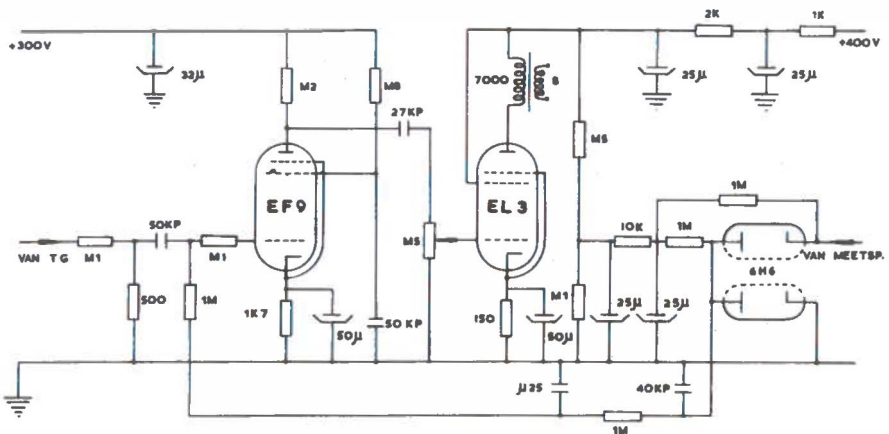 2K
1K
+300V
+400V
32µ
M2
M8
7000
8
25µ
25µ
27KP
M5
EF9
EL3
1M
50KP
M5
10K
1M
VAN TG
M1
M1
VAN MEETSP.
6H6
500
1M
1K7
50µ
50KP
150
50µ
M1
25µ
25µ
µ25
40KP
1M